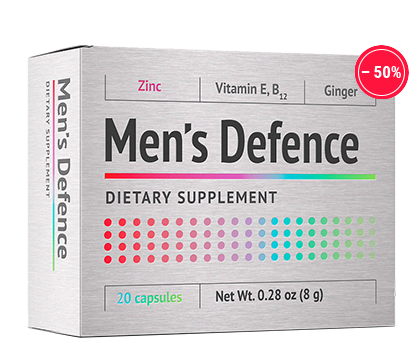 – 50%
Zinc
Vitamin E, B12
Ginger
Men's Defence
DIETARY SUPPLEMENT
20 capsules
Net Wt. 0.28 oz (8 g)
Men's Defence
DIETARY SUPPLEMENT